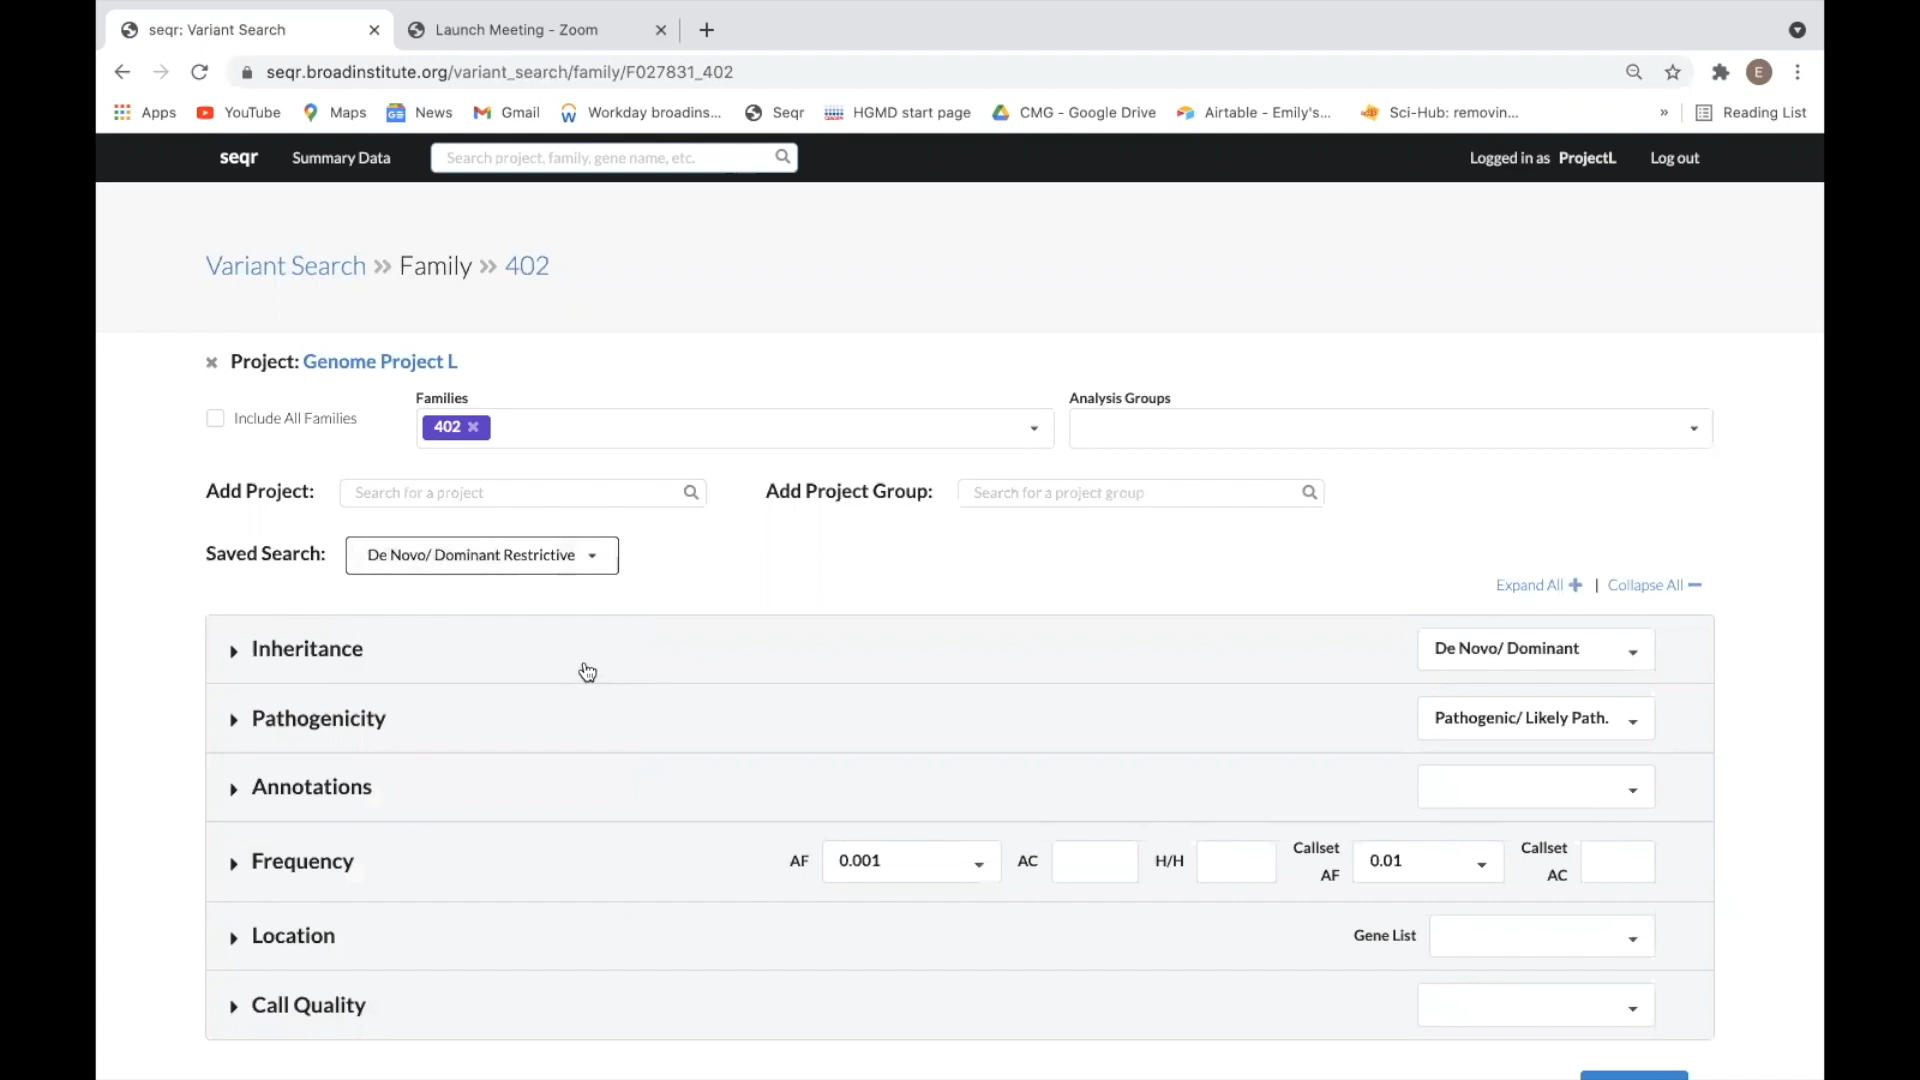 seqr: Variant Search
Launch Meeting - Zoom
seqr.broadinstitute.org/variant_search/family/F027831_402
E
Apps
YouTube
Maps
News
Gmail
Workday broadins...
Seqr
HGMD start page
CMG - Google Drive
Airtable - Emily's...
Sci-Hub: removin...
»
Reading List
seqr
Summary Data
Search project, family, gene name, etc.
Logged in as ProjectL
Log out
Variant Search » Family » 402
Project: Genome Project L
Include All Families
Families
402
Analysis Groups
Add Project:
Search for a project
Add Project Group:
Search for a project group
Saved Search:
De Novo/ Dominant Restrictive
Expand All + | Collapse All −
Inheritance
De Novo/ Dominant
Pathogenicity
Pathogenic/ Likely Path.
Annotations
Frequency
AF
0.001
AC
H/H
Callset
AF
0.01
Callset
AC
Location
Gene List
Call Quality